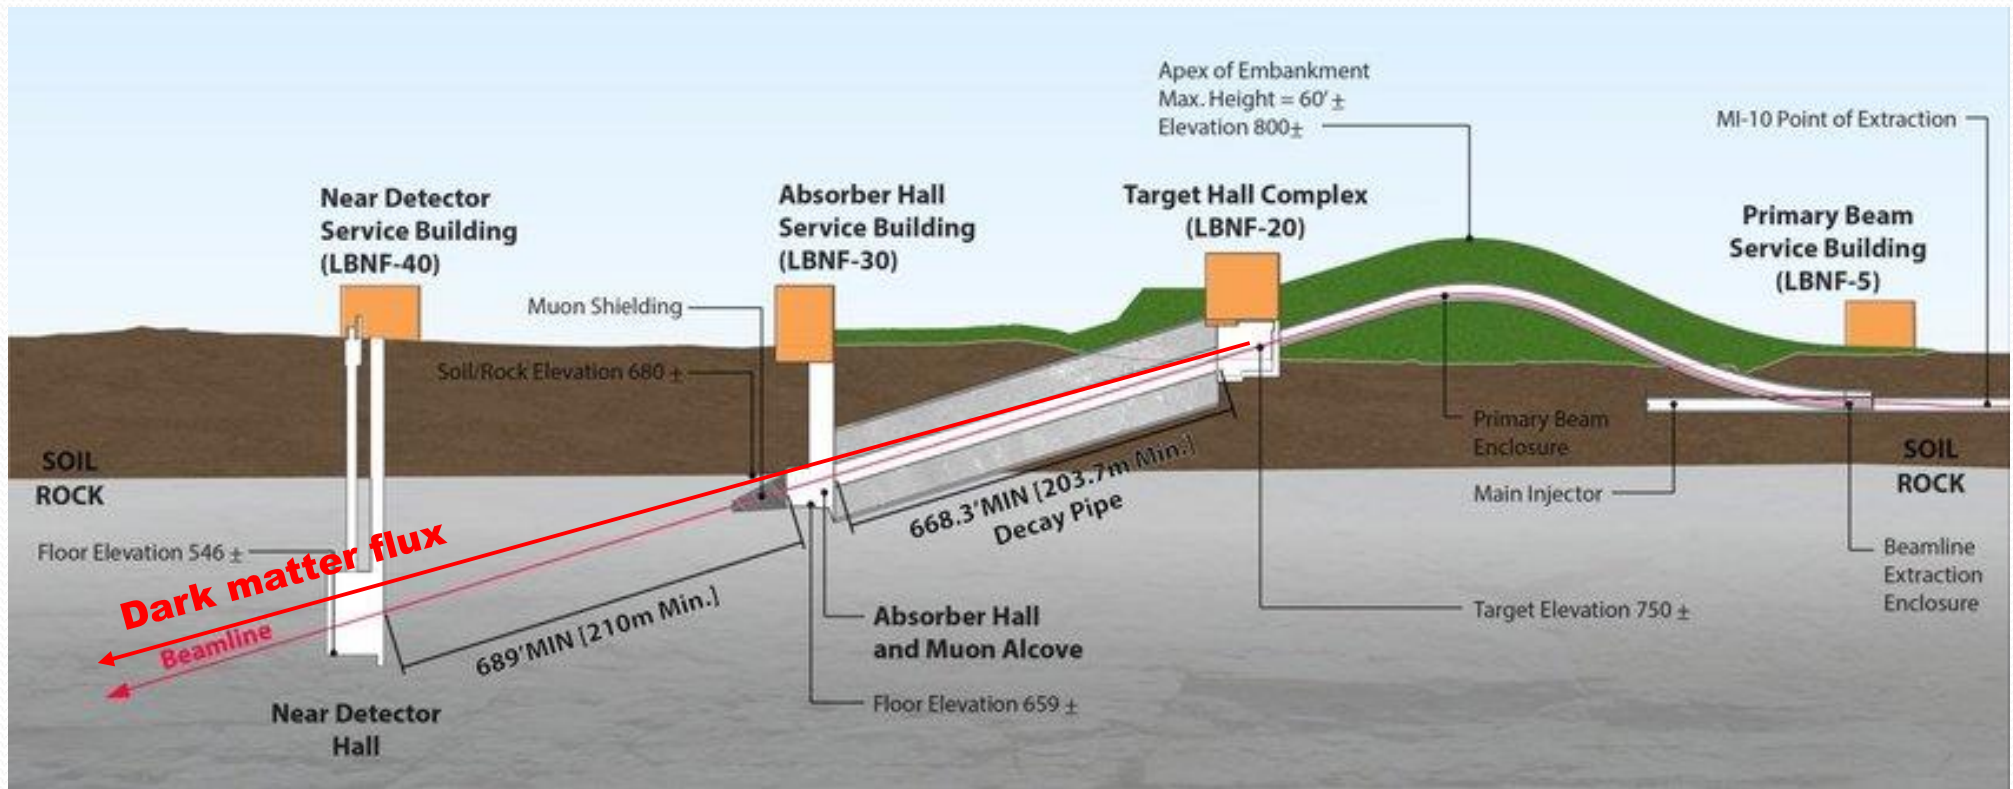 Apex of Embankment
Max. Height = 60' ±
Elevation 800±
MI-10 Point of Extraction
Near Detector
Service Building
(LBNF-40)
Absorber Hall
Service Building
(LBNF-30)
Target Hall Complex
(LBNF-20)
Primary Beam
Service Building
(LBNF-5)
Muon Shielding
Soil/Rock Elevation 680 ±
SOIL
ROCK
Primary Beam
Enclosure
SOIL
ROCK
Main Injector
668.3'MIN [203.7m Min.]
Decay Pipe
Floor Elevation 546 ±
Dark matter flux
Beamline
689'MIN [210m Min.]
Beamline
Extraction
Enclosure
Target Elevation 750 ±
Absorber Hall
and Muon Alcove
Floor Elevation 659 ±
Near Detector
Hall